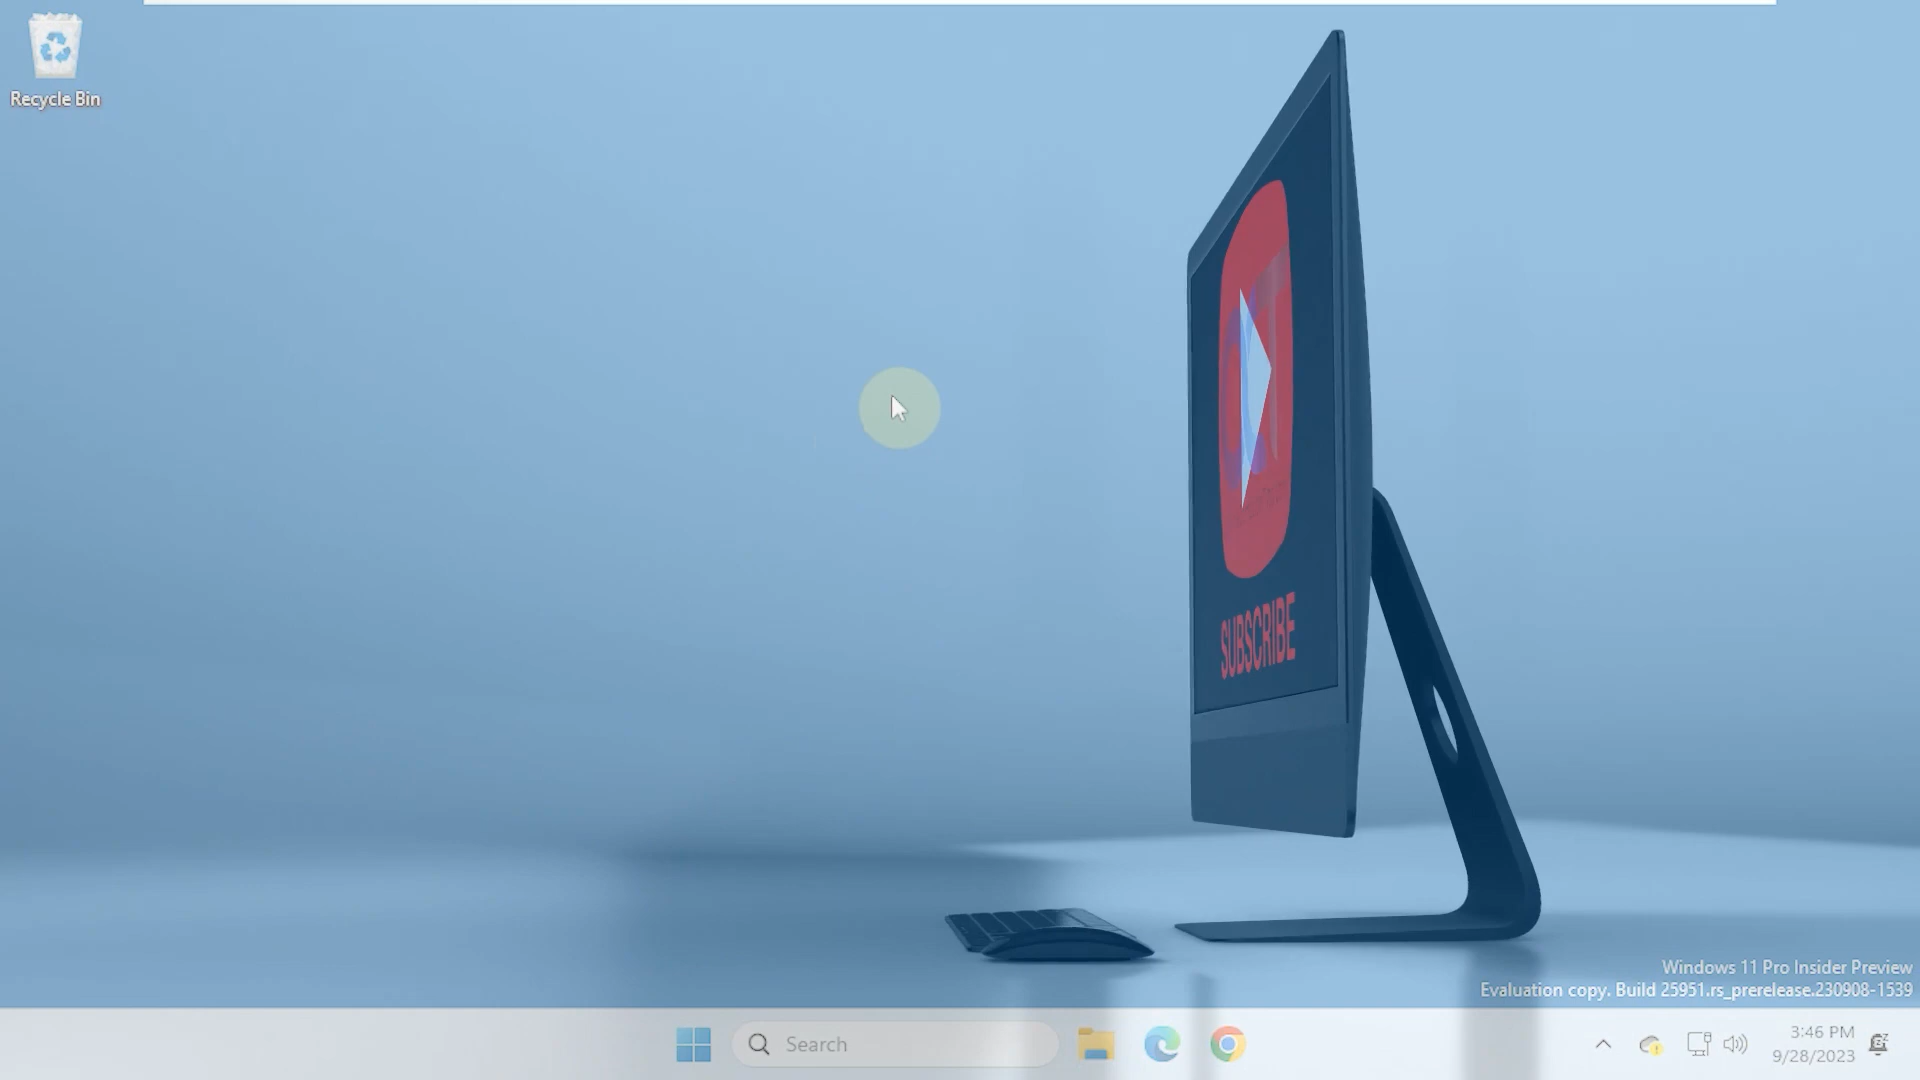 Recycle Bin
SUBSCRIBE
Windows 11 Pro Insider Preview
Evaluation copy. Build 25951.rs_prerelease.230908-1539
Search
3:46 PM
9/28/2023